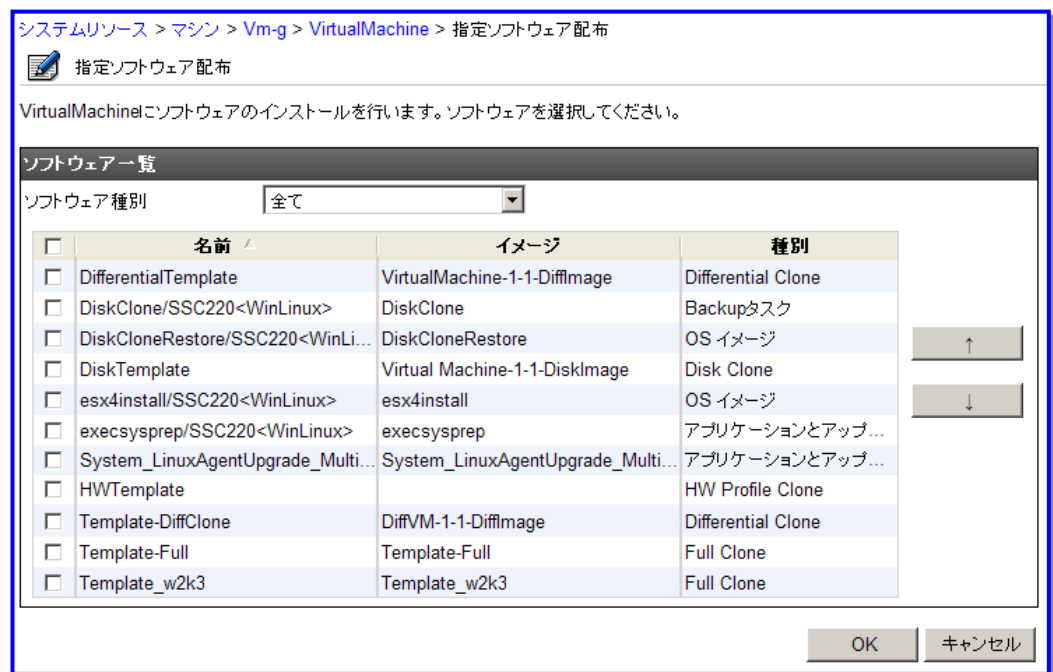 システムリソース > マシン > Vm-g > VirtualMachine > 指定ソフトウェア配布
指定ソフトウェア配布
VirtualMachineにソフトウェアのインストールを行います。ソフトウェアを選択してください。
ソフトウェア一覧
ソフトウェア種別 全て
名前 イメージ 種別
DifferentialTemplate VirtualMachine-1-1-DiffImage Differential Clone
DiskClone/SSC220<WinLinux> DiskClone Backupタスク
DiskCloneRestore/SSC220<WinLi... DiskCloneRestore OS イメージ
↑
DiskTemplate Virtual Machine-1-1-DiskImage Disk Clone
esx4install/SSC220<WinLinux> esx4install OS イメージ
↓
execsysprep/SSC220<WinLinux> execsysprep アプリケーションとアップ...
System_LinuxAgentUpgrade_Multi... System_LinuxAgentUpgrade_Multi... アプリケーションとアップ...
HWTemplate HW Profile Clone
Template-DiffClone DiffVM-1-1-DiffImage Differential Clone
Template-Full Template-Full Full Clone
Template_w2k3 Template_w2k3 Full Clone
OK キャンセル